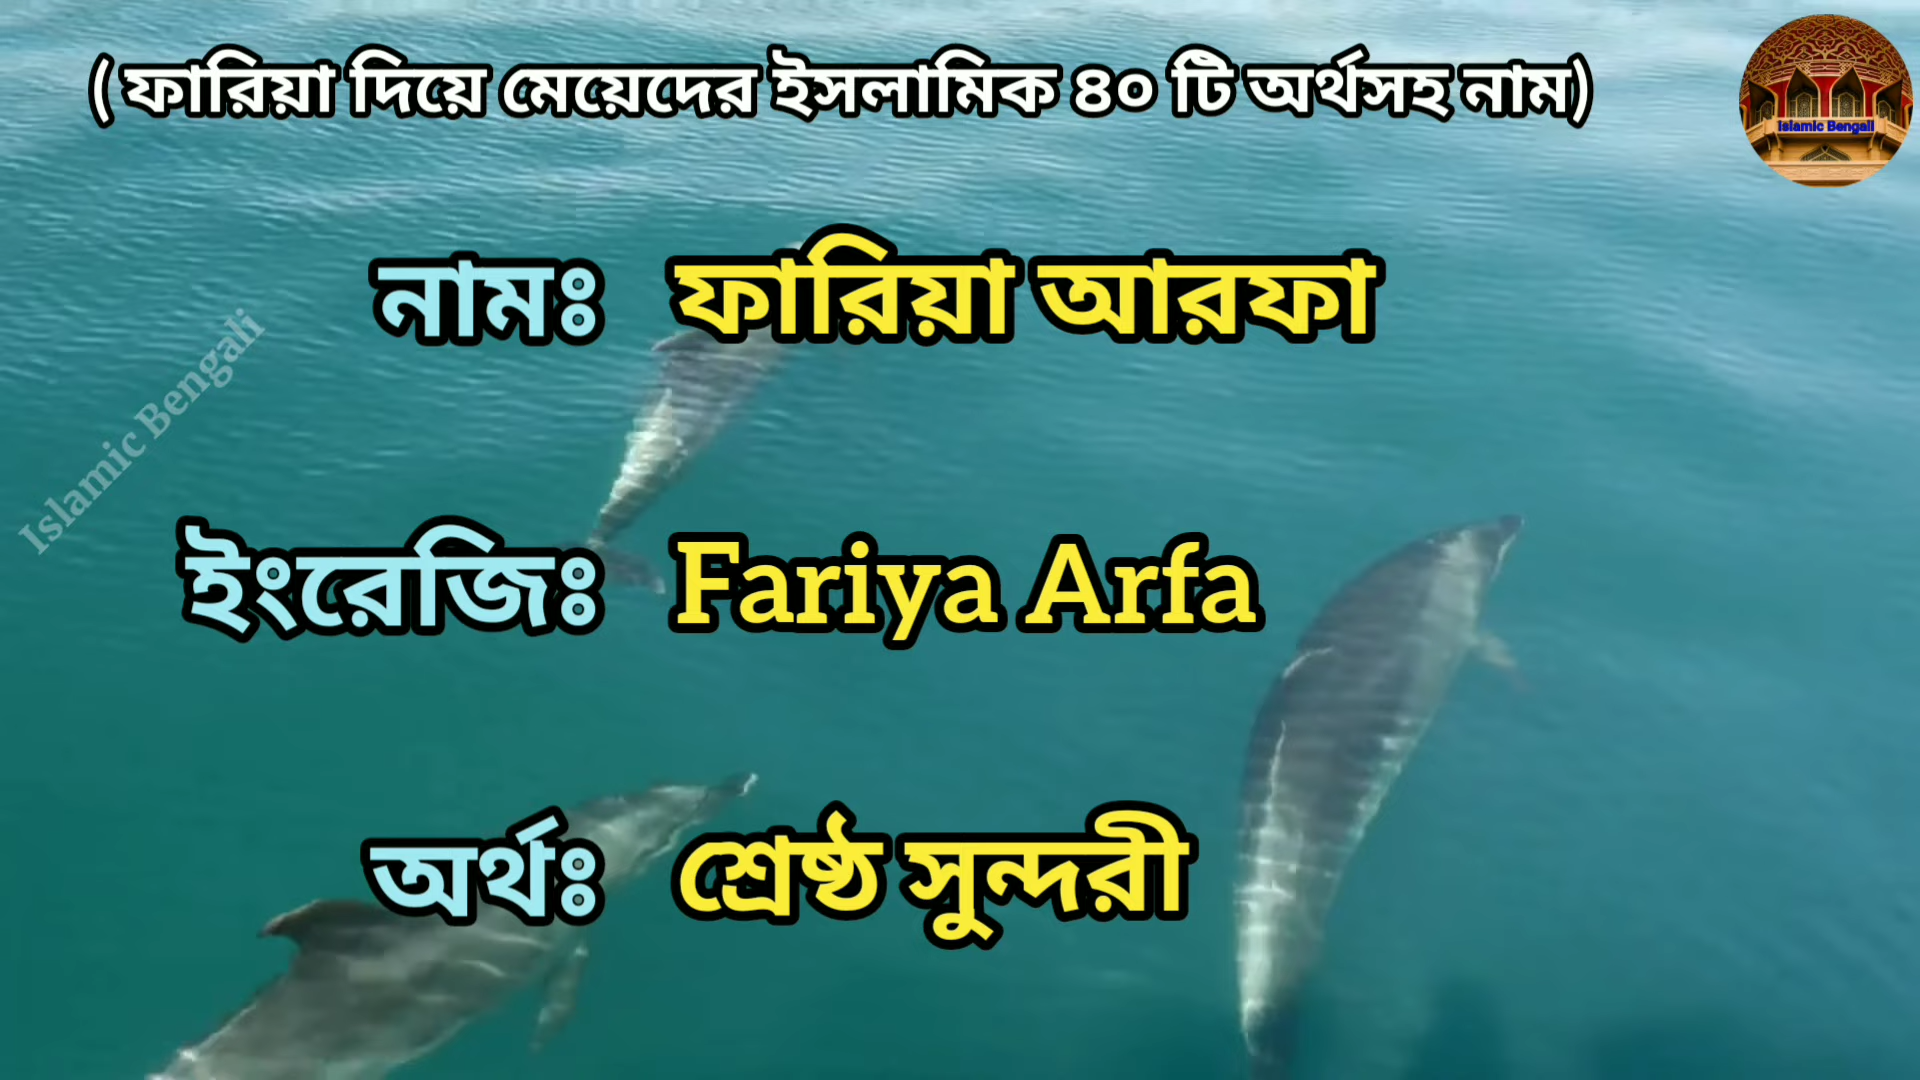 ( ফারিয়া দিয়ে মেয়েদের ইসলামিক ৪০ টি অর্থসহ নাম)
Islamic Bengali
নামঃ ফারিয়া আরফা
Islamic Bengali
ইংরেজিঃ Fariya Arfa
অর্থঃ শ্রেষ্ঠ সুন্দরী